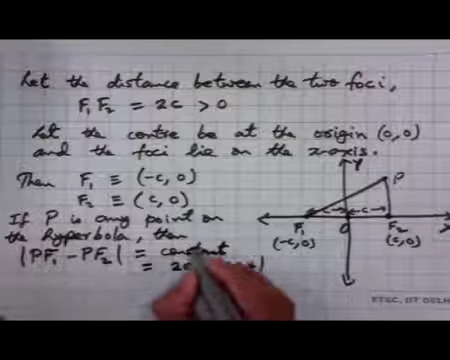 Let the distance between the two foci,
F₁F₂ = 2c > 0
Let the centre be at the origin (0,0)
and the foci lie on the x-axis.
Then F₁ ≡ (-c, 0)
F₂ ≡ (c, 0)
If P is any point on
the hyperbola, then
|PF₁ - PF₂| = constant
= 2a
Y
P
c
c
F₁
O
F₂
X
(-c,0)
(c,0)
ETSC, IIT DELHI